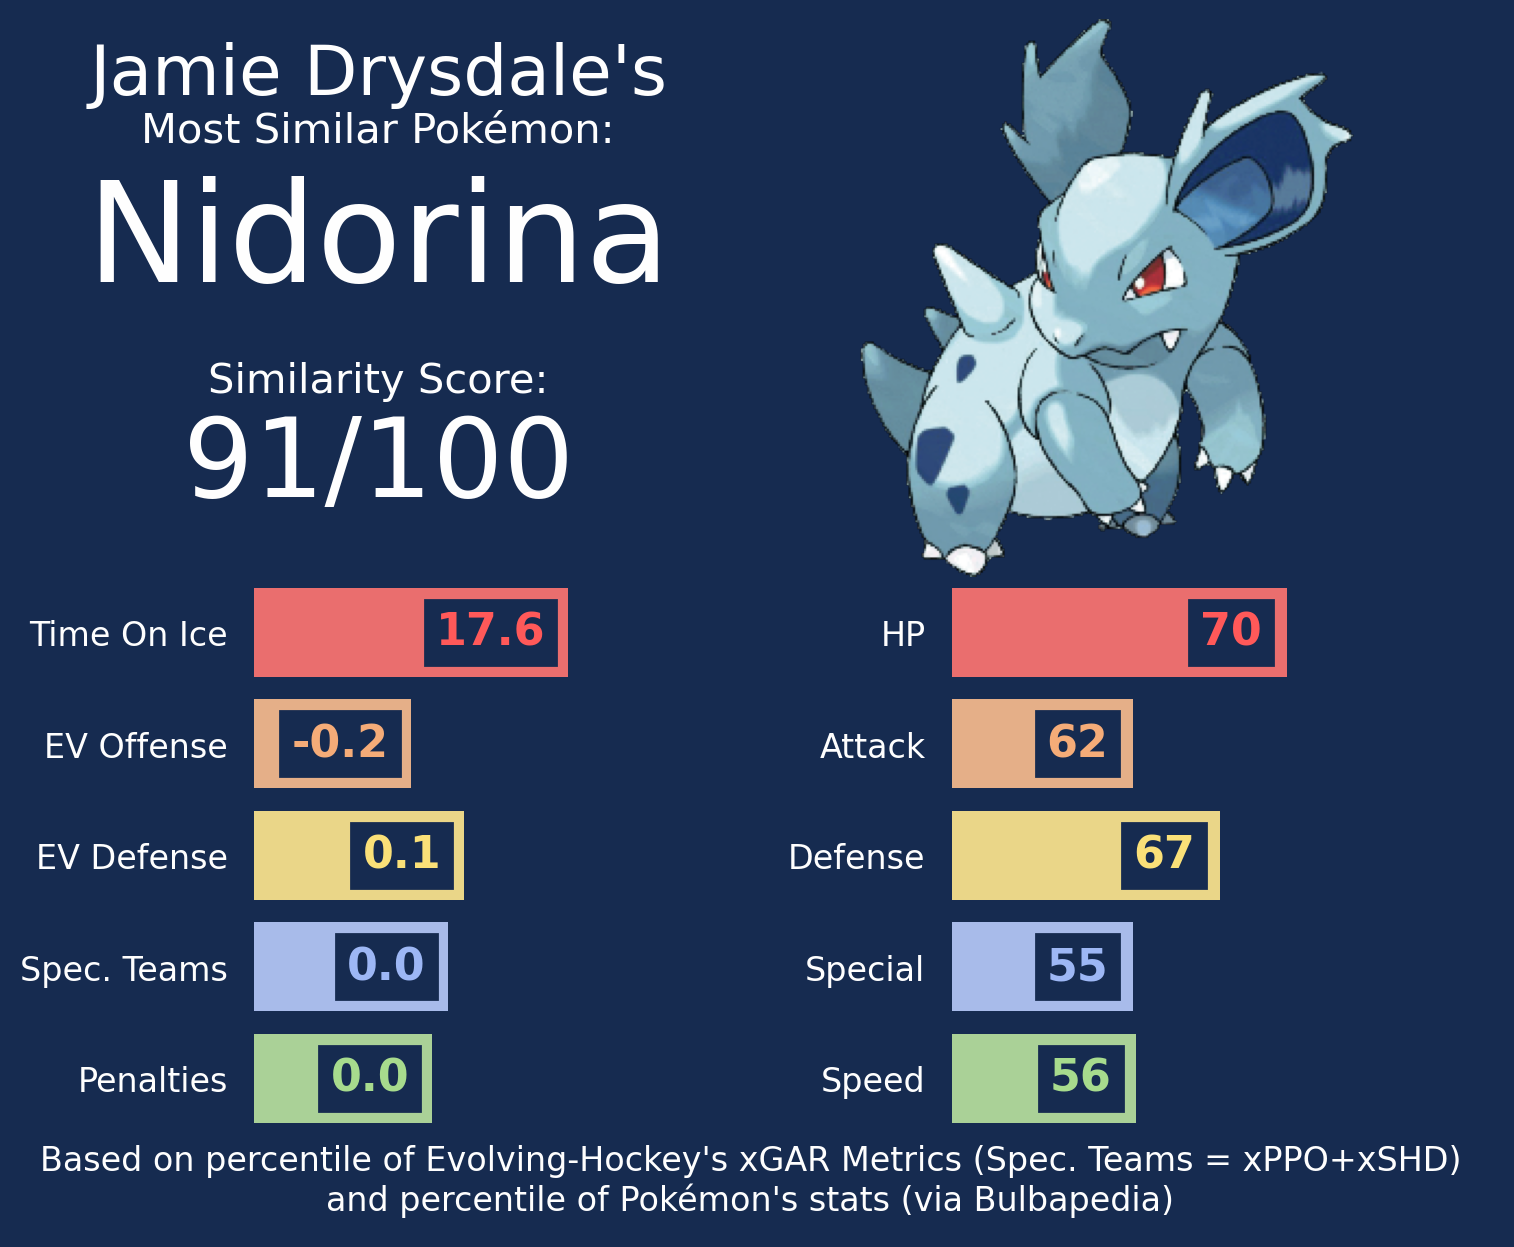 Jamie Drysdale's
Most Similar Pokémon:
Nidorina
Similarity Score:
91/100
Time On Ice 17.6
EV Offense -0.2
EV Defense 0.1
Spec. Teams 0.0
Penalties 0.0
HP 70
Attack 62
Defense 67
Special 55
Speed 56
Based on percentile of Evolving-Hockey's xGAR Metrics (Spec. Teams = xPPO+xSHD)
and percentile of Pokémon's stats (via Bulbapedia)